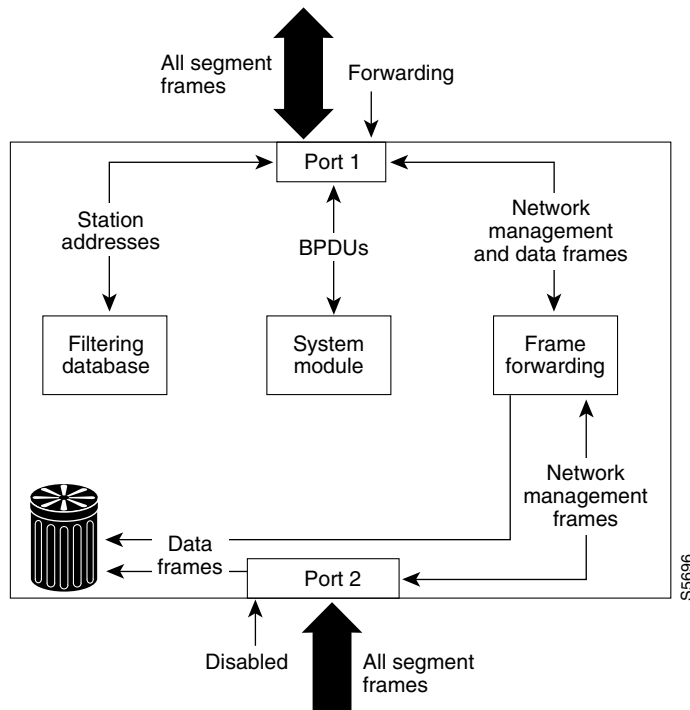 All segment
frames
Forwarding
Port 1
Station
addresses
BPDUs
Network
management
and data frames
Filtering
database
System
module
Frame
forwarding
Network
management
frames
Data
frames
Port 2
S5696
Disabled
All segment
frames